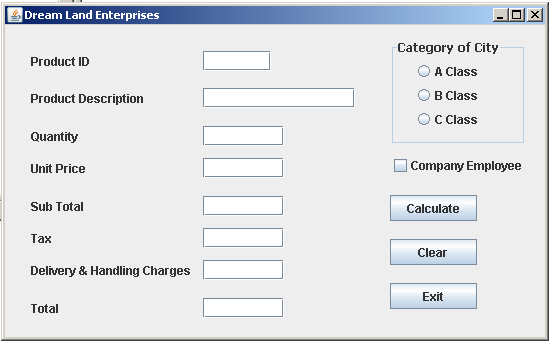 Dream Land Enterprises
Product ID
Product Description
Quantity
Unit Price
Sub Total
Tax
Delivery & Handling Charges
Total
Category of City
A Class
B Class
C Class
Company Employee
Calculate
Clear
Exit